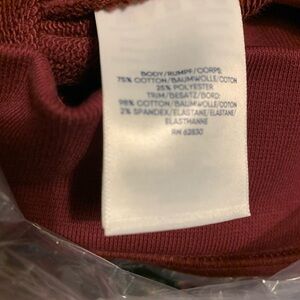 BODY/RUMPF/CORPS:
75% COTTON/BAUMWOLLE/COTON
25% POLYESTER
TRIM/BESATZ/BORD:
98% COTTON/BAUMWOLLE/COTON
2% SPANDEX/ELASTANE/ELASTANE/
ELASTHANNE
RN 62830